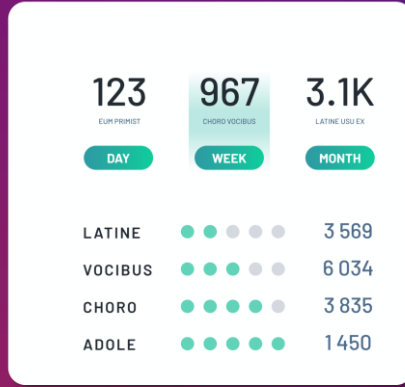 123 967 3.1K
EUM PRIMIST CHORO VOCIBUS LATINE USU EX
DAY WEEK MONTH
LATINE 3 569
VOCIBUS 6 034
CHORO 3 835
ADOLE 1 450